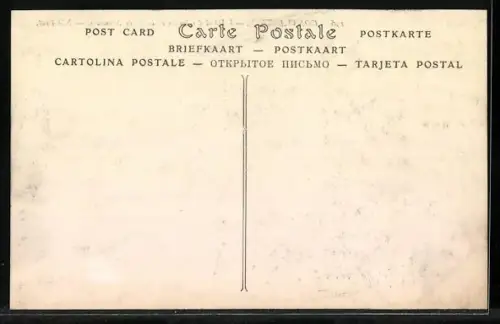 POST CARD Carte Postale POSTKARTE
BRIEFKAART — POSTKAART
CARTOLINA POSTALE — ОТКРЫТОЕ ПИСЬМО — TARJETA POSTAL